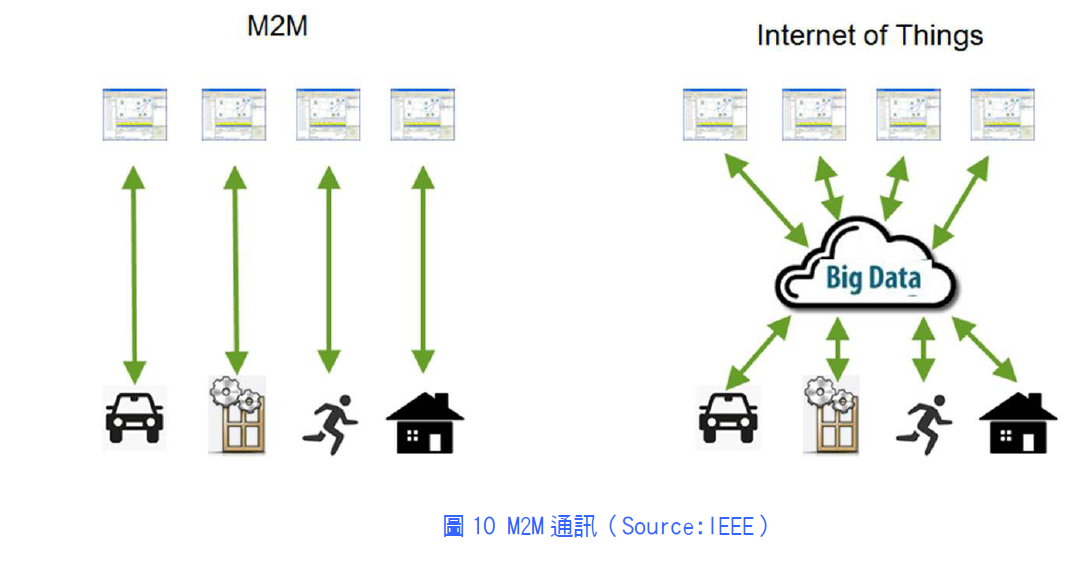 M2M
Internet of Things
Big Data
圖 10 M2M 通訊（Source:IEEE）